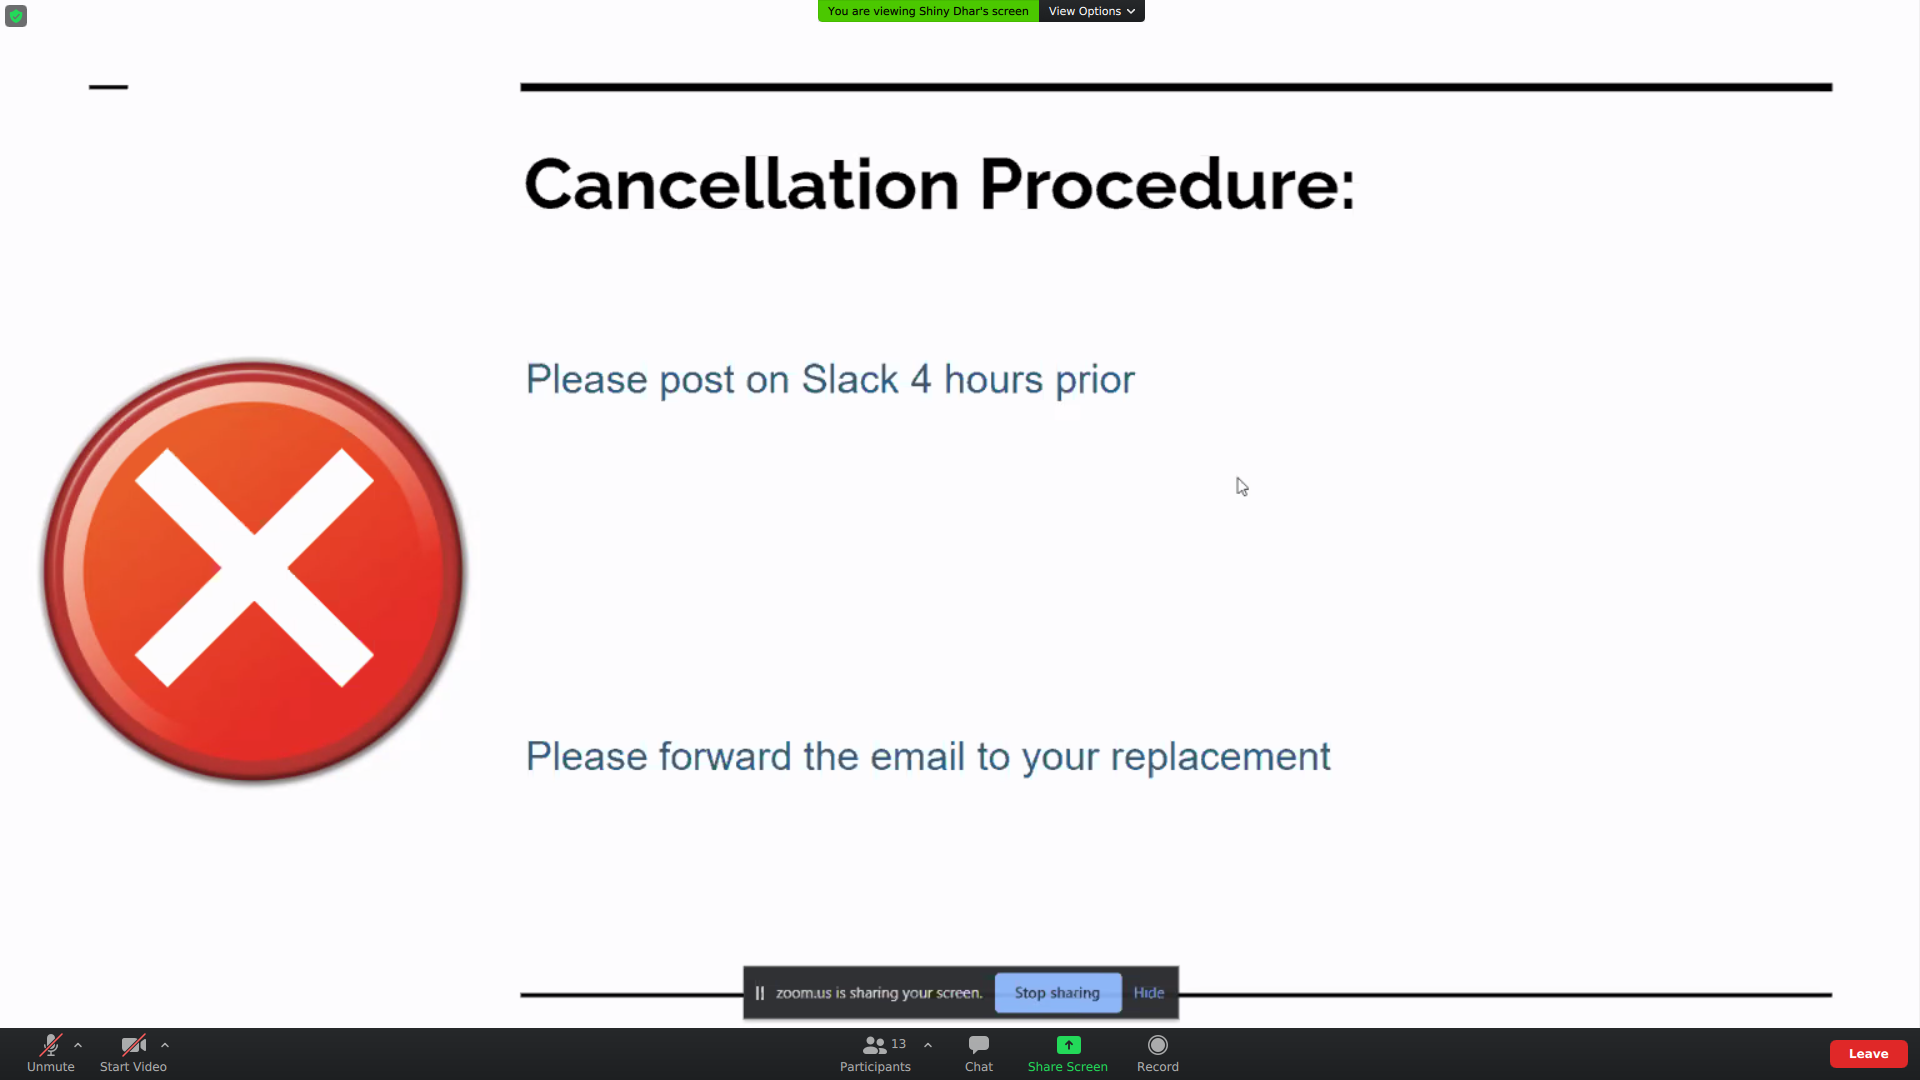 You are viewing Shiny Dhar's screen View Options
Cancellation Procedure:
Please post on Slack 4 hours prior
Please forward the email to your replacement
zoom.us is sharing your screen. Stop sharing Hide
Unmute Start Video 13 Participants Chat Share Screen Record Leave